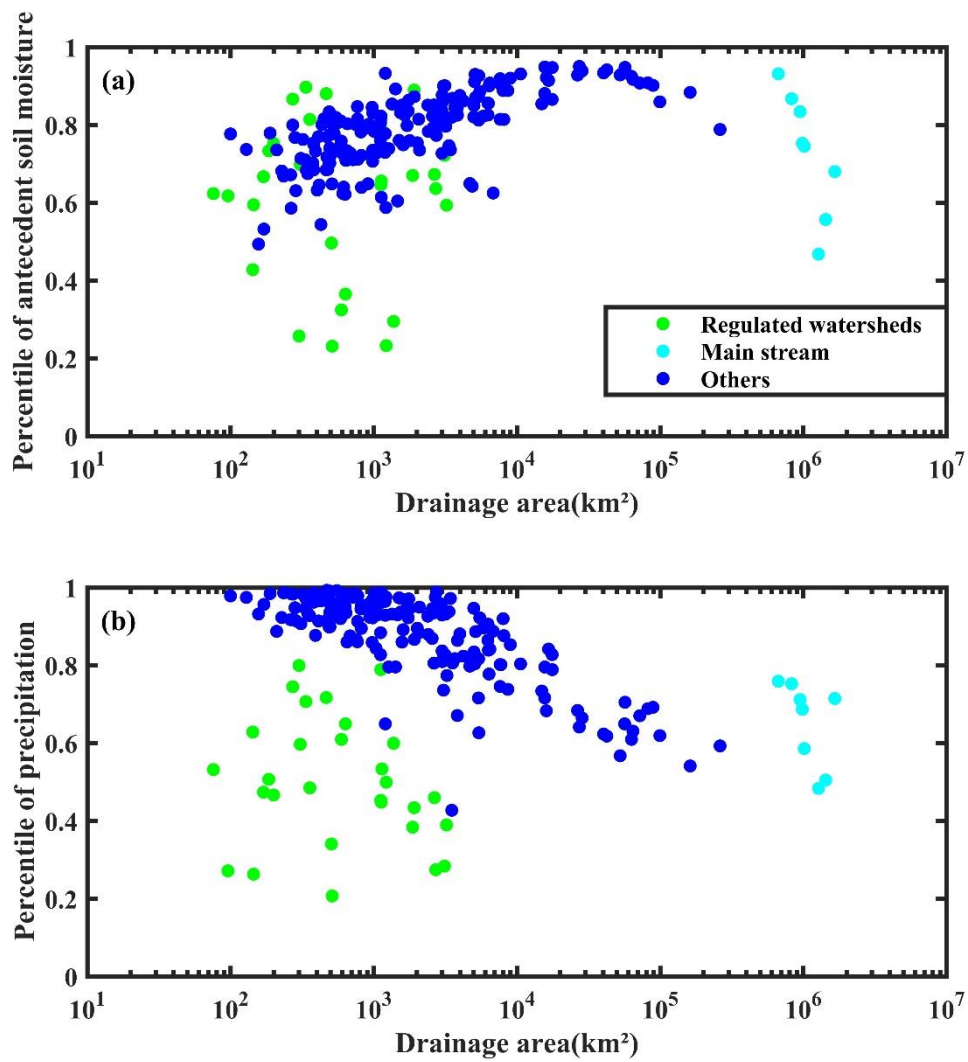 (a)
Percentile of antecedent soil moisture
1
0.8
0.6
0.4
0.2
0
Regulated watersheds
Main stream
Others
10¹ 10² 10³ 10⁴ 10⁵ 10⁶ 10⁷
Drainage area(km²)
(b)
Percentile of precipitation
1
0.8
0.6
0.4
0.2
0
10¹ 10² 10³ 10⁴ 10⁵ 10⁶ 10⁷
Drainage area(km²)